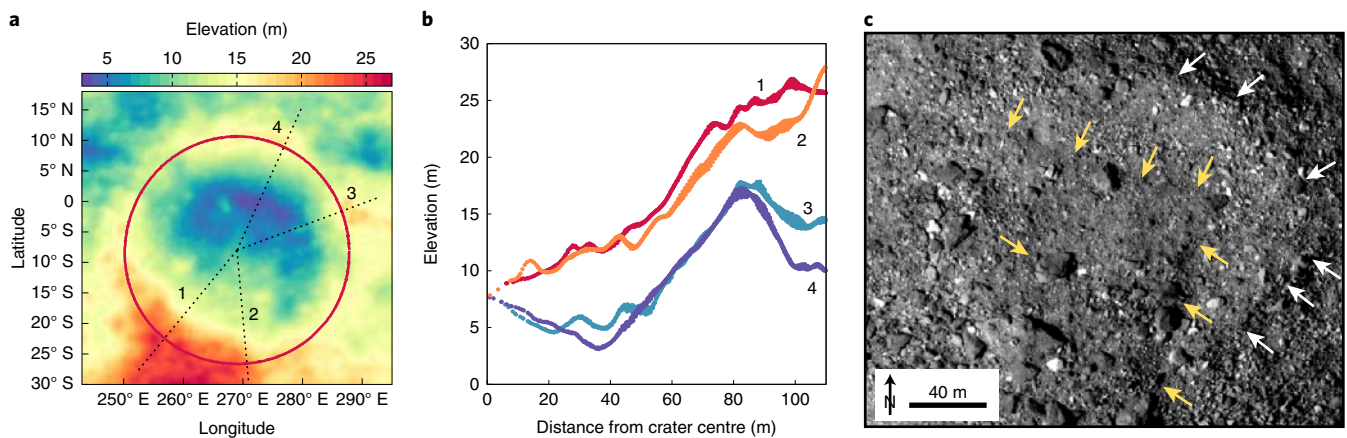 a
Elevation (m)
5 10 15 20 25
15° N
10° N
5° N
0
5° S
10° S
15° S
20° S
25° S
30° S
Latitude
4
3
1
2
250° E 260° E 270° E 280° E 290° E
Longitude
b
30
25
20
15
10
5
0
Elevation (m)
1
2
3
4
0 20 40 60 80 100
Distance from crater centre (m)
c
N
40 m